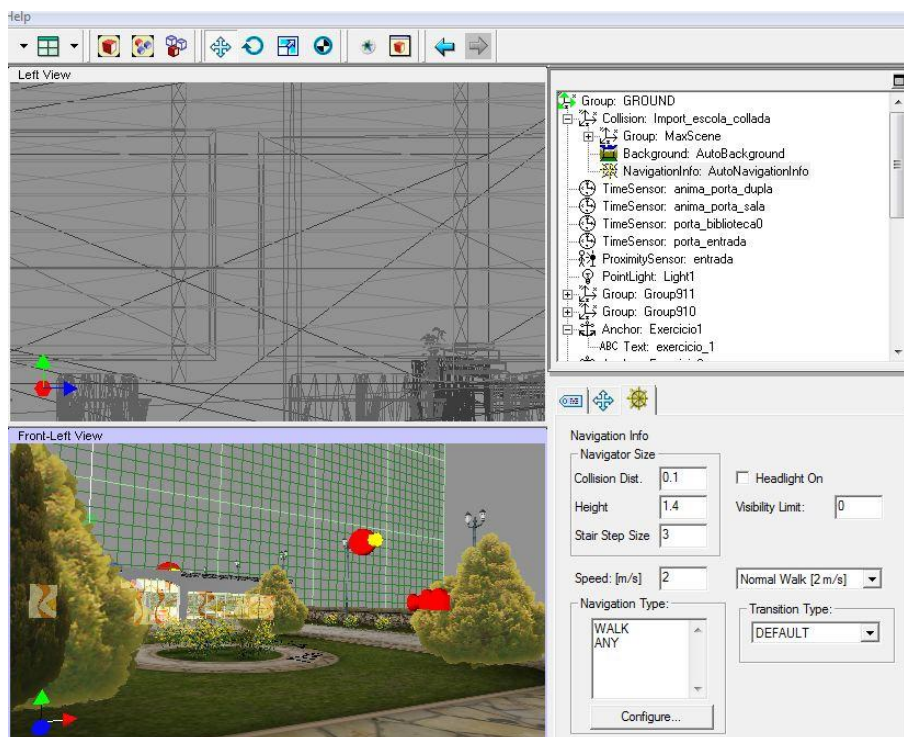 Help
Left View
Group: GROUND
Collision: Import_escola_collada
Group: MaxScene
Background: AutoBackground
NavigationInfo: AutoNavigationInfo
TimeSensor: anima_porta_dupla
TimeSensor: anima_porta_sala
TimeSensor: porta_biblioteca0
TimeSensor: porta_entrada
ProximitySensor: entrada
PointLight: Light1
Group: Group911
Group: Group910
Anchor: Exercicio1
ABC Text: exercicio_1
Front-Left View
Navigation Info
Navigator Size
Collision Dist. 0.1
Headlight On
Height 1.4
Visibility Limit: 0
Stair Step Size 3
Speed: [m/s] 2
Normal Walk [2 m/s]
Navigation Type:
Transition Type:
WALK
DEFAULT
ANY
Configure...